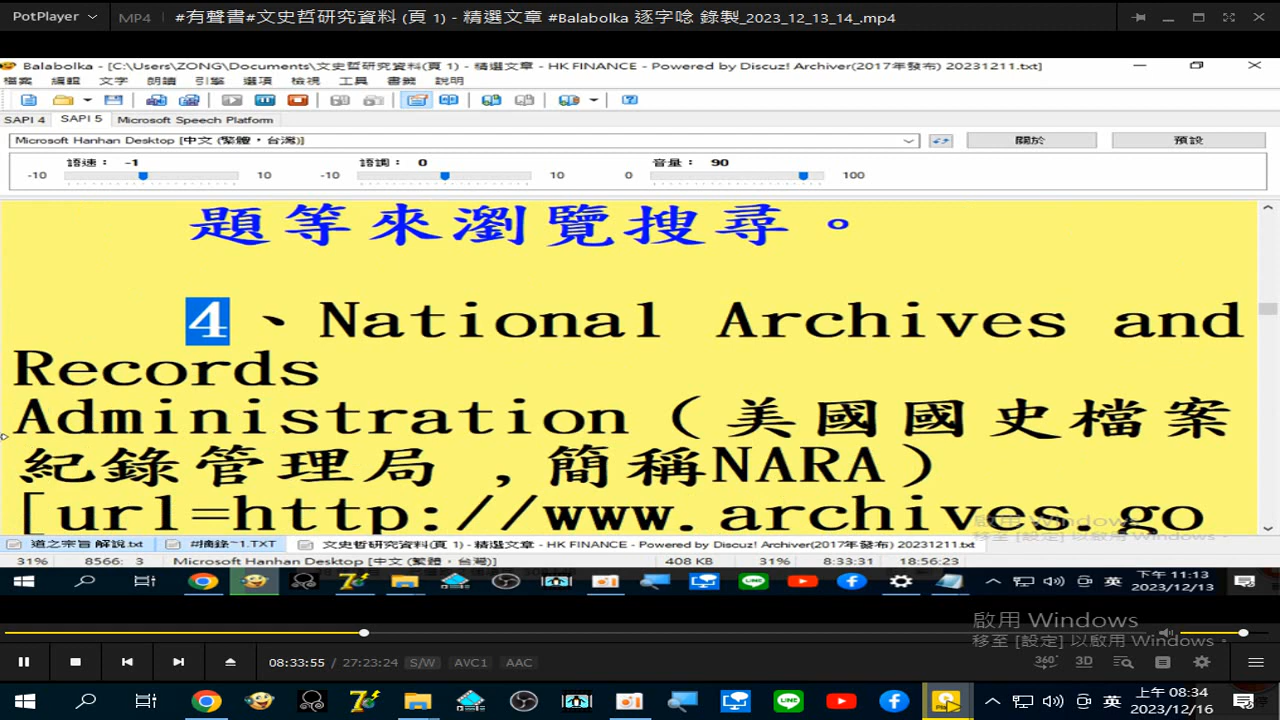 PotPlayer MP4 #有聲書#文史哲研究資料 (頁 1) - 精選文章 #Balabolka 逐字唸 錄製_2023_12_13_14_.mp4
Balabolka - [C:\Users\ZONG\Documents\文史哲研究資料(頁 1) - 精選文章 - HK FINANCE - Powered by Discuz! Archiver(2017年發布) 20231211.txt]
檔案 編輯 文字 朗讀 引擎 選項 檢視 工具 書籤 說明
SAPI 4 SAPI 5 Microsoft Speech Platform
Microsoft Hanhan Desktop [中文 (繁體，台灣)] 關於 預設
語速： -1 語調： 0 音量： 90
-10 10 -10 10 0 100
題等來瀏覽搜尋。
4、National Archives and
Records
Administration（美國國史檔案
紀錄管理局 ,簡稱NARA）
[url=http://www.archives.go
啟用 Windows
移至 [設定] 以啟用 Windows。
道之宗旨 解說.txt #摘錄~1.TXT 文史哲研究資料(頁 1) - 精選文章 - HK FINANCE - Powered by Discuz! Archiver(2017年發布) 20231211.txt
31% 8566: 3 Microsoft Hanhan Desktop [中文 (繁體，台灣)] 408 KB 31% 8:33:31 18:56:23
英 下午 11:13
2023/12/13
啟用 Windows
移至 [設定] 以啟用 Windows。
08:33:55 / 27:23:24 S/W AVC1 AAC 360° 3D
英 上午 08:34
2023/12/16